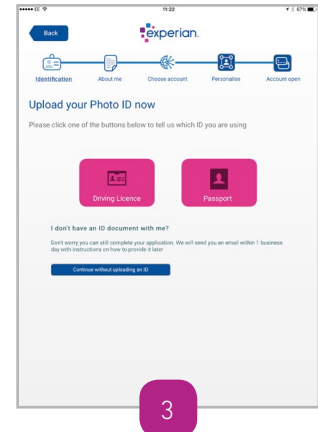 EE 11:22 67%
Back
experian.
Identification About me Choose account Personalise Account open
Upload your Photo ID now
Please click one of the buttons below to tell us which ID you are using
Driving Licence Passport
I don't have an ID document with me?
Don't worry you can still complete your application. We will send you an email within 1 business
day with instructions on how to provide it later
Continue without uploading an ID
3